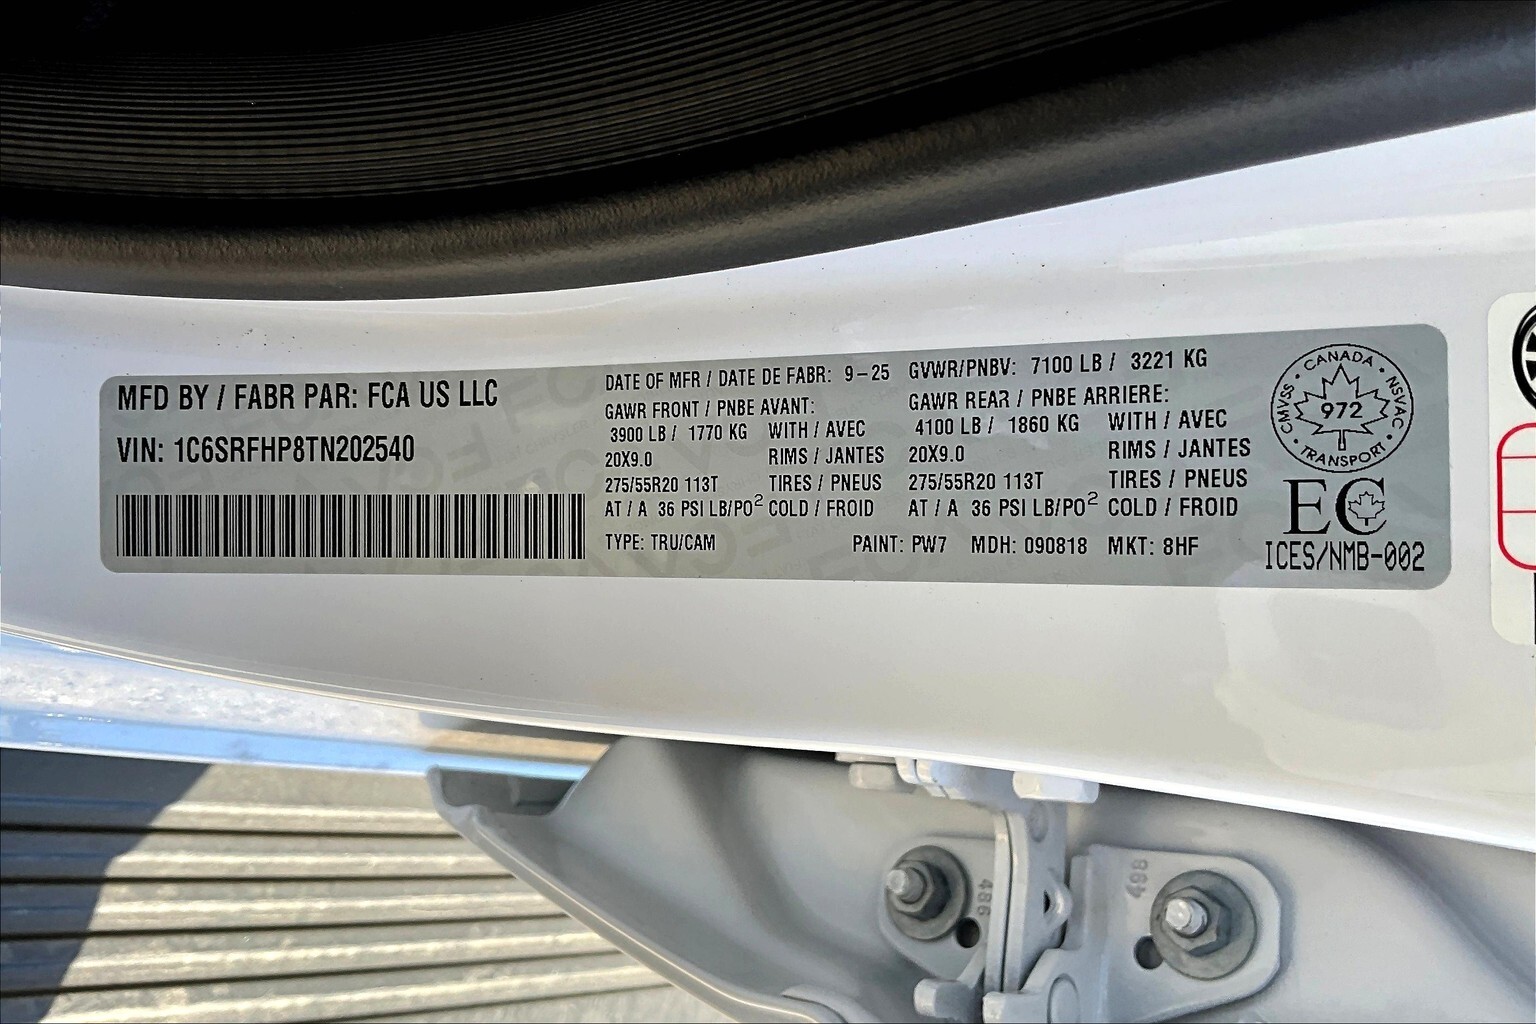 MFD BY / FABR PAR: FCA US LLC
VIN: 1C6SRFHP8TN202540
DATE OF MFR / DATE DE FABR: 9-25
GVWR/PNBV: 7100 LB / 3221 KG
GAWR FRONT / PNBE AVANT:
3900 LB / 1770 KG WITH / AVEC
20X9.0 RIMS / JANTES
275/55R20 113T TIRES / PNEUS
AT / A 36 PSI LB/PO² COLD / FROID
GAWR REAR / PNBE ARRIERE:
4100 LB / 1860 KG WITH / AVEC
20X9.0 RIMS / JANTES
275/55R20 113T TIRES / PNEUS
AT / A 36 PSI LB/PO² COLD / FROID
TYPE: TRU/CAM PAINT: PW7 MDH: 090818 MKT: 8HF
CANADA · NSVAC · TRANSPORT · CMVSS ·
972
EC
ICES/NMB-002
486
498